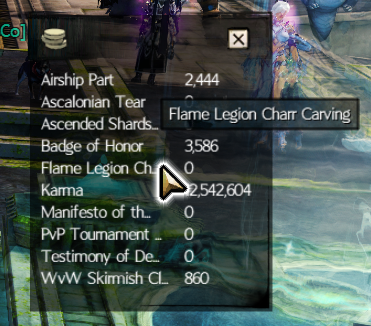 Co]
Airship Part 2,444
Ascalonian Tear
Flame Legion Charr Carving
Ascended Shards...
Badge of Honor 3,586
Flame Legion Ch... 0
Karma 2,542,604
Manifesto of th... 0
PvP Tournament ... 0
Testimony of De... 0
WvW Skirmish Cl... 860